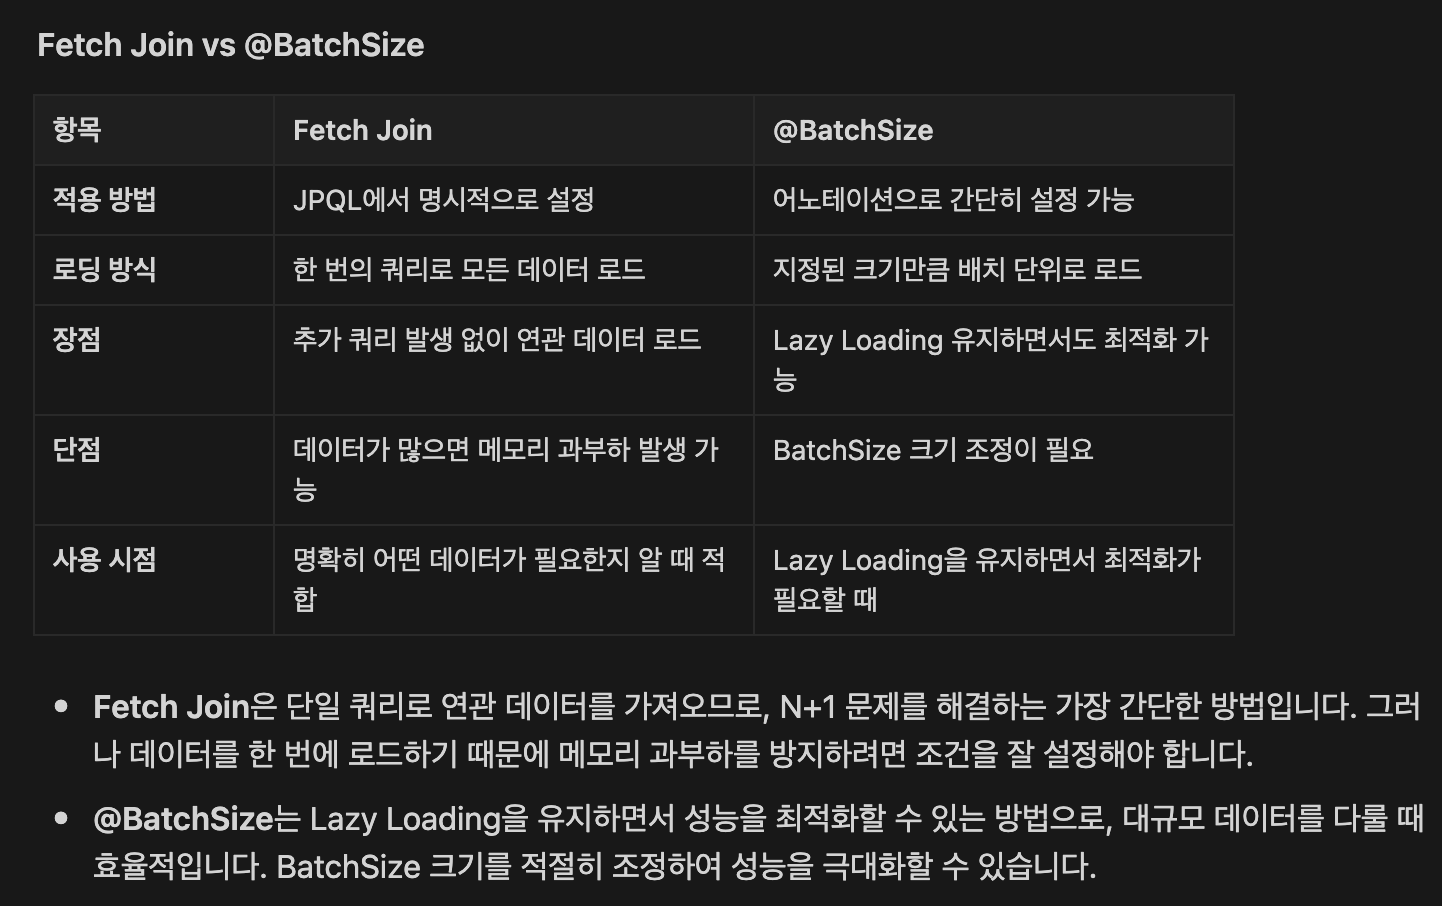 Fetch Join vs @BatchSize
항목 Fetch Join @BatchSize
적용 방법 JPQL에서 명시적으로 설정 어노테이션으로 간단히 설정 가능
로딩 방식 한 번의 쿼리로 모든 데이터 로드 지정된 크기만큼 배치 단위로 로드
장점 추가 쿼리 발생 없이 연관 데이터 로드 Lazy Loading 유지하면서도 최적화 가
능
단점 데이터가 많으면 메모리 과부하 발생 가 BatchSize 크기 조정이 필요
능
사용 시점 명확히 어떤 데이터가 필요한지 알 때 적 Lazy Loading을 유지하면서 최적화가
합 필요할 때
• Fetch Join은 단일 쿼리로 연관 데이터를 가져오므로, N+1 문제를 해결하는 가장 간단한 방법입니다. 그러
나 데이터를 한 번에 로드하기 때문에 메모리 과부하를 방지하려면 조건을 잘 설정해야 합니다.
• @BatchSize는 Lazy Loading을 유지하면서 성능을 최적화할 수 있는 방법으로, 대규모 데이터를 다룰 때
효율적입니다. BatchSize 크기를 적절히 조정하여 성능을 극대화할 수 있습니다.